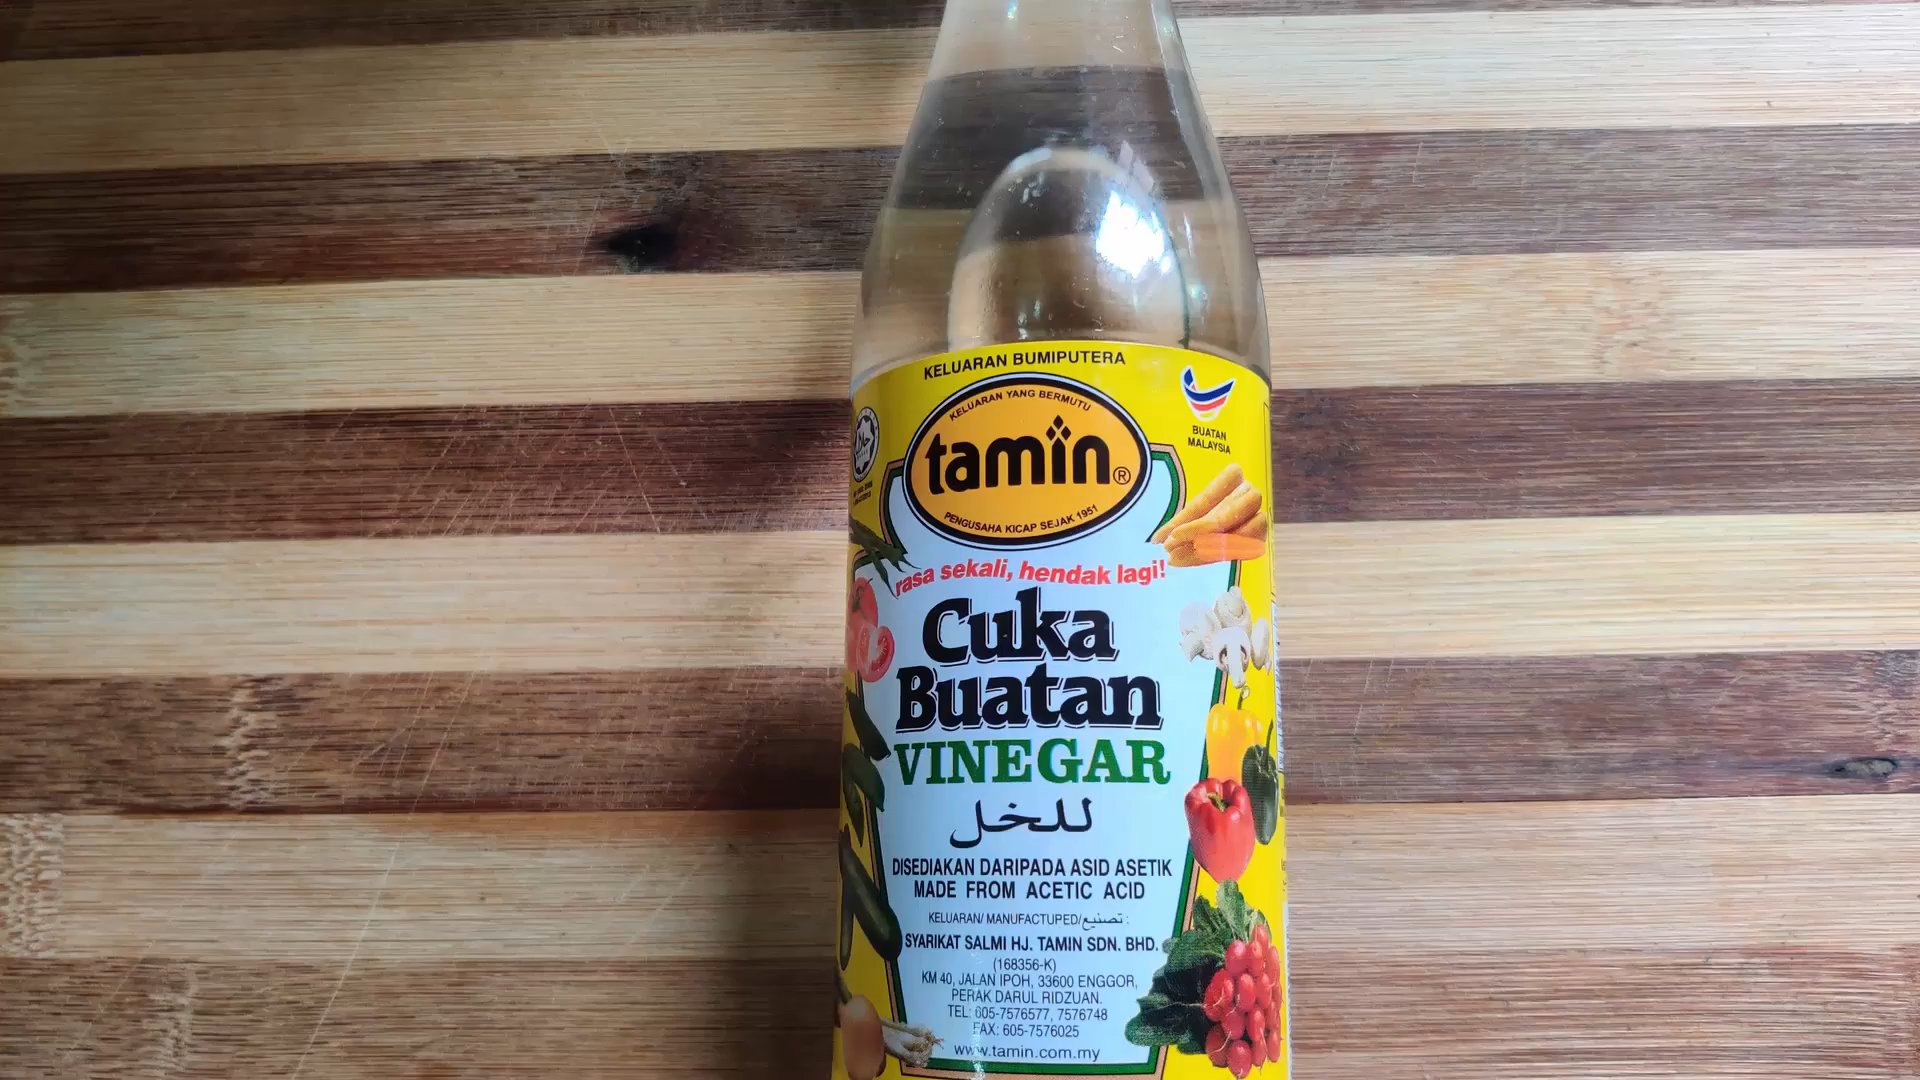 KELUARAN BUMIPUTERA
KELUARAN YANG BERMUTU
tamin®
PENGUSAHA KICAP SEJAK 1951
BUATAN
MALAYSIA
rasa sekali, hendak lagi!
Cuka
Buatan
VINEGAR
للخل
DISEDIAKAN DARIPADA ASID ASETIK
MADE FROM ACETIC ACID
KELUARAN/ MANUFACTUPED/تصنيع :
SYARIKAT SALMI HJ. TAMIN SDN. BHD.
(168356-K)
KM 40, JALAN IPOH, 33600 ENGGOR,
PERAK DARUL RIDZUAN.
TEL: 605-7576577, 7576748
FAX: 605-7576025
www.tamin.com.my